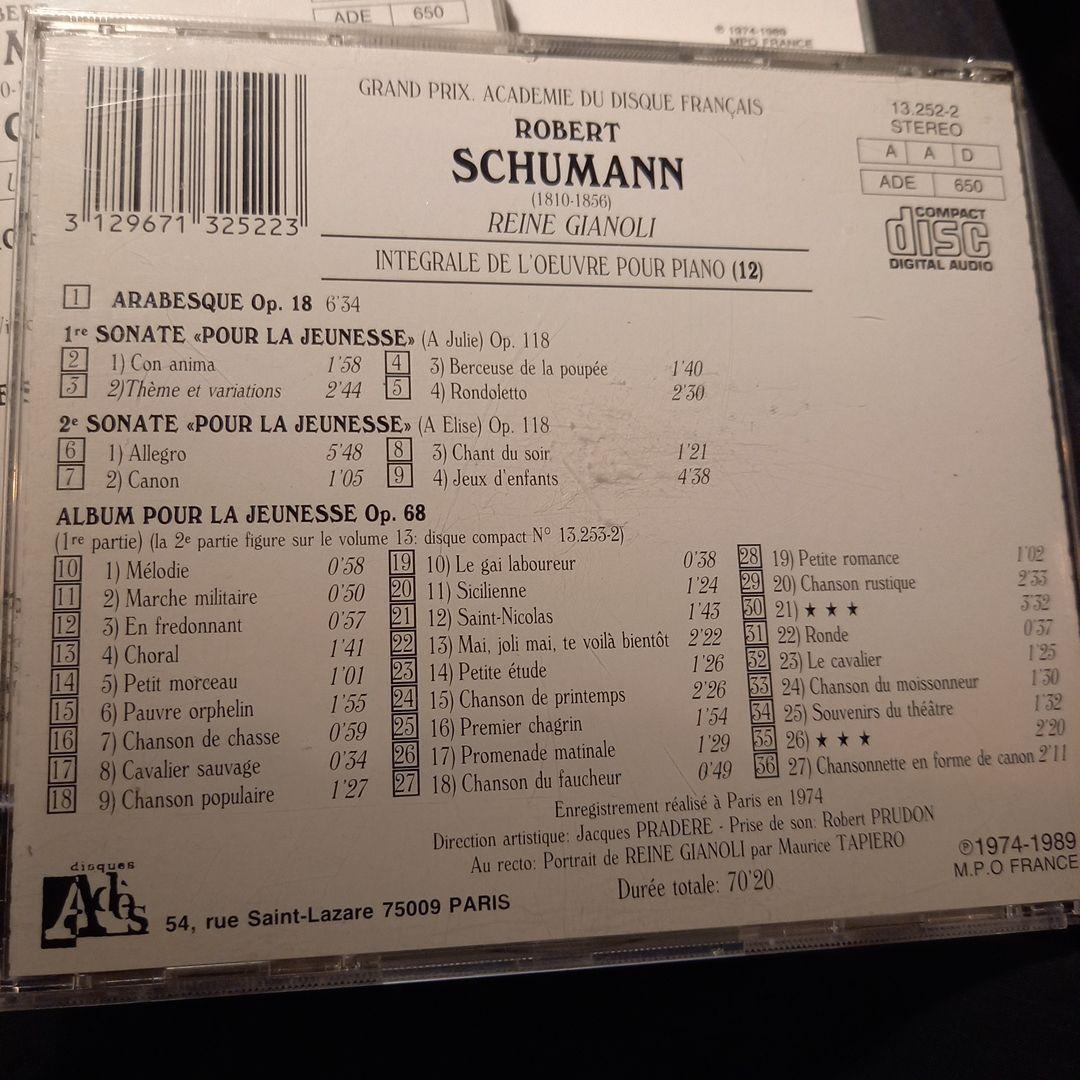 ADE 650
℗ 1974-1989
MPO FRANCE
GRAND PRIX. ACADEMIE DU DISQUE FRANÇAIS
ROBERT
SCHUMANN
(1810-1856)
REINE GIANOLI
INTEGRALE DE L'OEUVRE POUR PIANO (12)
3 129671 325223
13.252-2
STEREO
A A D
ADE 650
COMPACT
disc
DIGITAL AUDIO
1 ARABESQUE Op. 18 6'34
1re SONATE «POUR LA JEUNESSE» (A Julie) Op. 118
2 1) Con anima 1'58 4 3) Berceuse de la poupée 1'40
3 2)Thème et variations 2'44 5 4) Rondoletto 2'30
2e SONATE «POUR LA JEUNESSE» (A Elise) Op. 118
6 1) Allegro 5'48 8 3) Chant du soir 1'21
7 2) Canon 1'05 9 4) Jeux d'enfants 4'38
ALBUM POUR LA JEUNESSE Op. 68
(1re partie) (la 2e partie figure sur le volume 13: disque compact N° 13.253-2)
10 1) Mélodie 0'58
11 2) Marche militaire 0'50
12 3) En fredonnant 0'57
13 4) Choral 1'41
14 5) Petit morceau 1'01
15 6) Pauvre orphelin 1'55
16 7) Chanson de chasse 0'59
17 8) Cavalier sauvage 0'34
18 9) Chanson populaire 1'27
19 10) Le gai laboureur 0'38
20 11) Sicilienne 1'24
21 12) Saint-Nicolas 1'43
22 13) Mai, joli mai, te voilà bientôt 2'22
23 14) Petite étude 1'26
24 15) Chanson de printemps 2'26
25 16) Premier chagrin 1'54
26 17) Promenade matinale 1'29
27 18) Chanson du faucheur 0'49
28 19) Petite romance 1'02
29 20) Chanson rustique 2'33
30 21) ★ ★ ★ 3'32
31 22) Ronde 0'37
32 23) Le cavalier 1'25
33 24) Chanson du moissonneur 1'30
34 25) Souvenirs du théâtre 1'32
35 26) ★ ★ ★ 2'20
36 27) Chansonnette en forme de canon 2'11
Enregistrement réalisé à Paris en 1974
Direction artistique: Jacques PRADERE - Prise de son: Robert PRUDON
Au recto: Portrait de REINE GIANOLI par Maurice TAPIERO
Durée totale: 70'20
℗1974-1989
M.P.O FRANCE
disques
Adès
54, rue Saint-Lazare 75009 PARIS